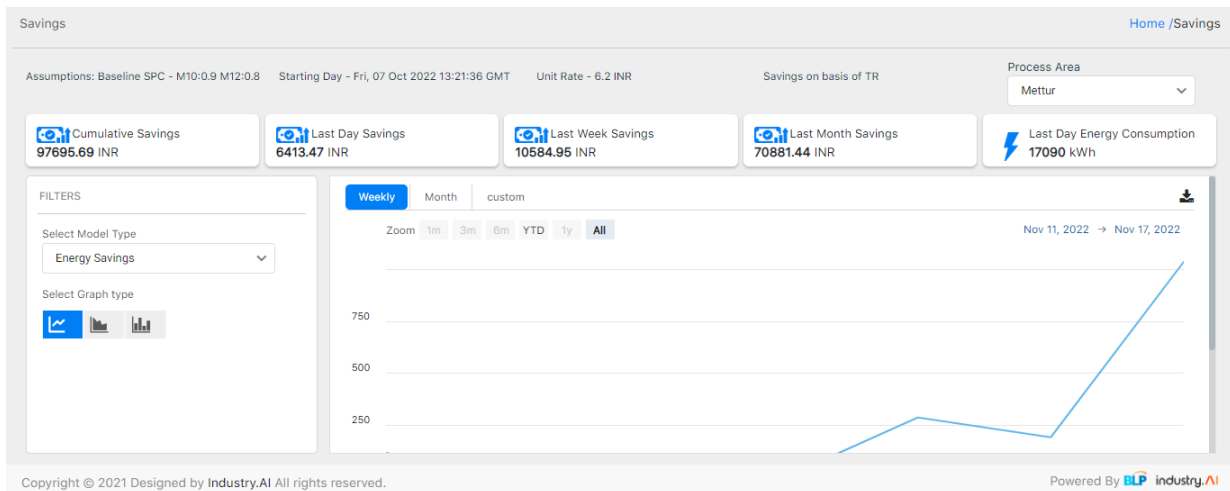 Savings
Home /Savings
Assumptions: Baseline SPC - M10:0.9 M12:0.8 Starting Day - Fri, 07 Oct 2022 13:21:36 GMT Unit Rate - 6.2 INR Savings on basis of TR
Process Area
Mettur
Cumulative Savings
97695.69 INR
Last Day Savings
6413.47 INR
Last Week Savings
10584.95 INR
Last Month Savings
70881.44 INR
Last Day Energy Consumption
17090 kWh
FILTERS
Select Model Type
Energy Savings
Select Graph type
Weekly Month custom
Zoom 1m 3m 6m YTD 1y All
Nov 11, 2022 → Nov 17, 2022
750
500
250
Copyright © 2021 Designed by Industry.AI All rights reserved.
Powered By BLP industry.AI